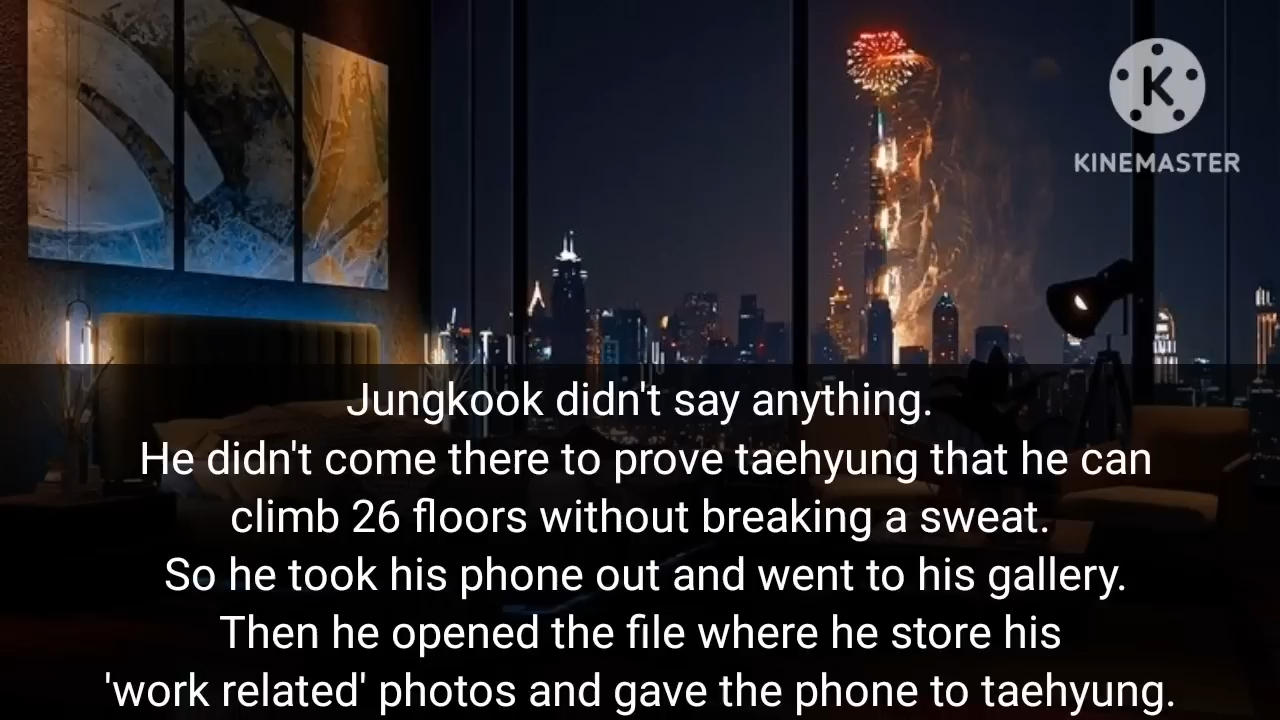 KINEMASTER
Jungkook didn't say anything.
He didn't come there to prove taehyung that he can
climb 26 floors without breaking a sweat.
So he took his phone out and went to his gallery.
Then he opened the file where he store his
'work related' photos and gave the phone to taehyung.